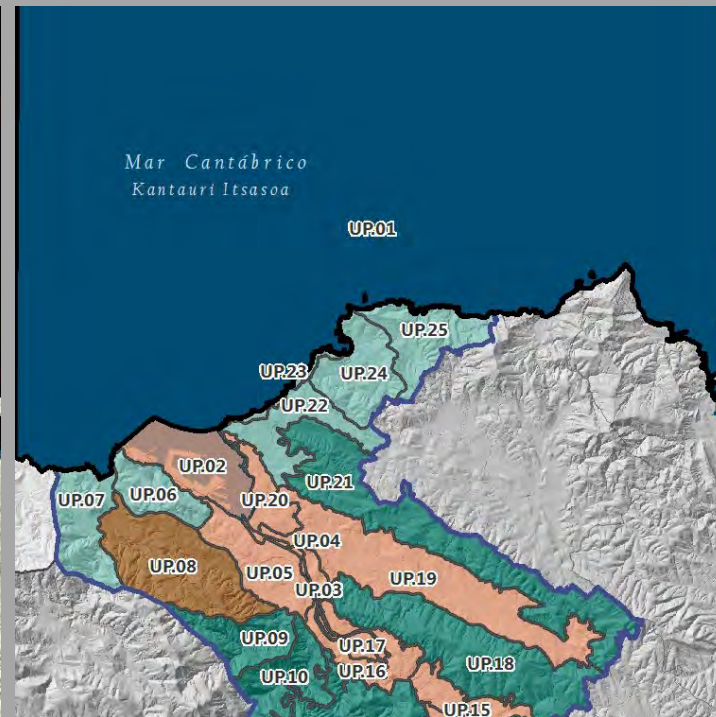 Mar Cantábrico
Kantauri Itsasoa
UP.01
UP.25
UP.23
UP.24
UP.22
UP.02
UP.21
UP.07
UP.06
UP.20
UP.04
UP.08
UP.05
UP.19
UP.03
UP.09
UP.17
UP.18
UP.16
UP.10
UP.15